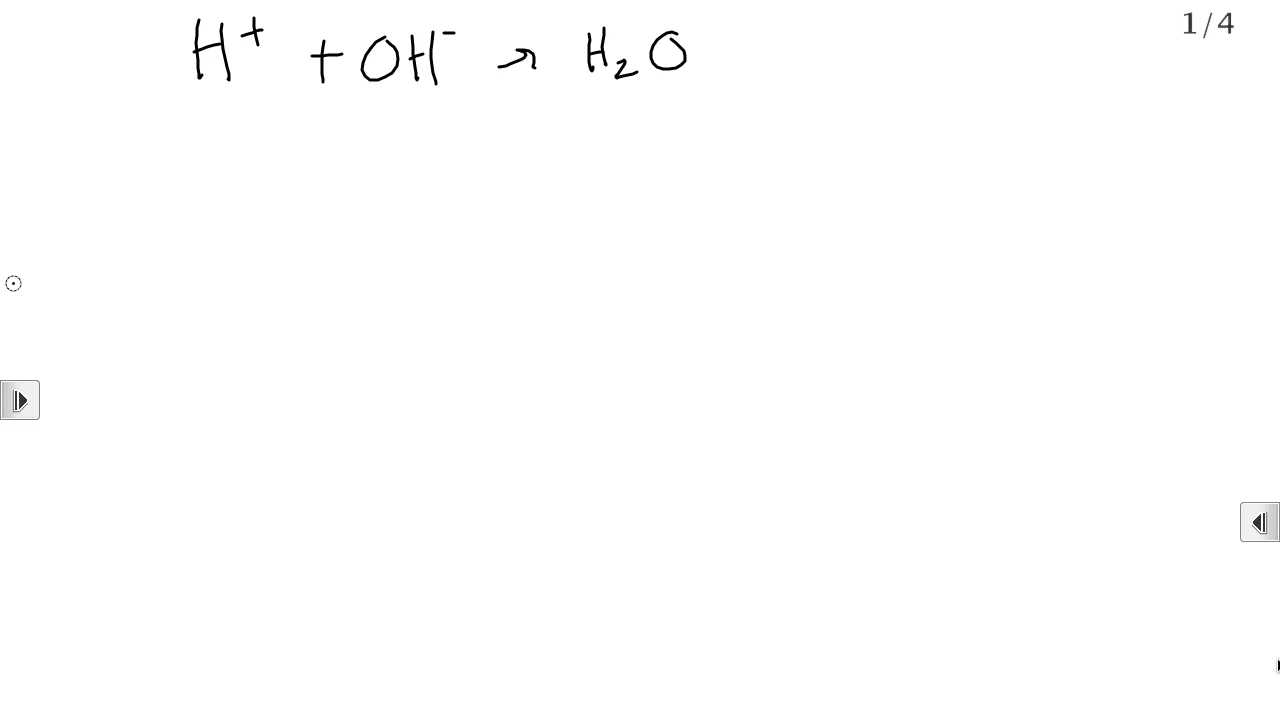 H⁺ + OH⁻ → H₂O
1/4